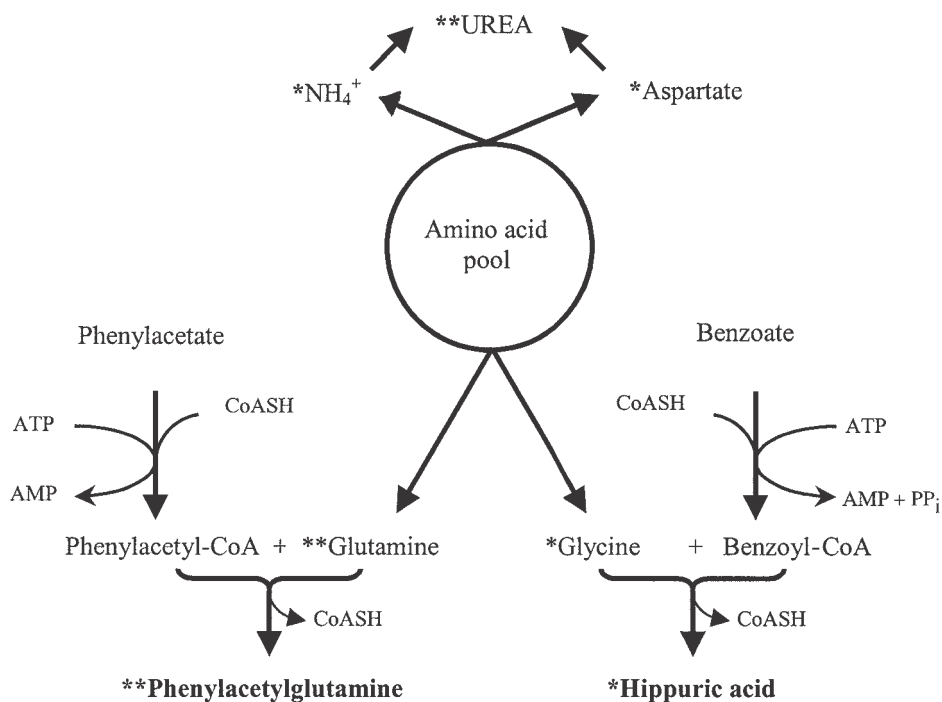 **UREA
*NH₄⁺
*Aspartate
Amino acid
pool
Phenylacetate
Benzoate
ATP
CoASH
CoASH
ATP
AMP
AMP + PPᵢ
Phenylacetyl-CoA + **Glutamine
*Glycine + Benzoyl-CoA
CoASH
CoASH
**Phenylacetylglutamine
*Hippuric acid